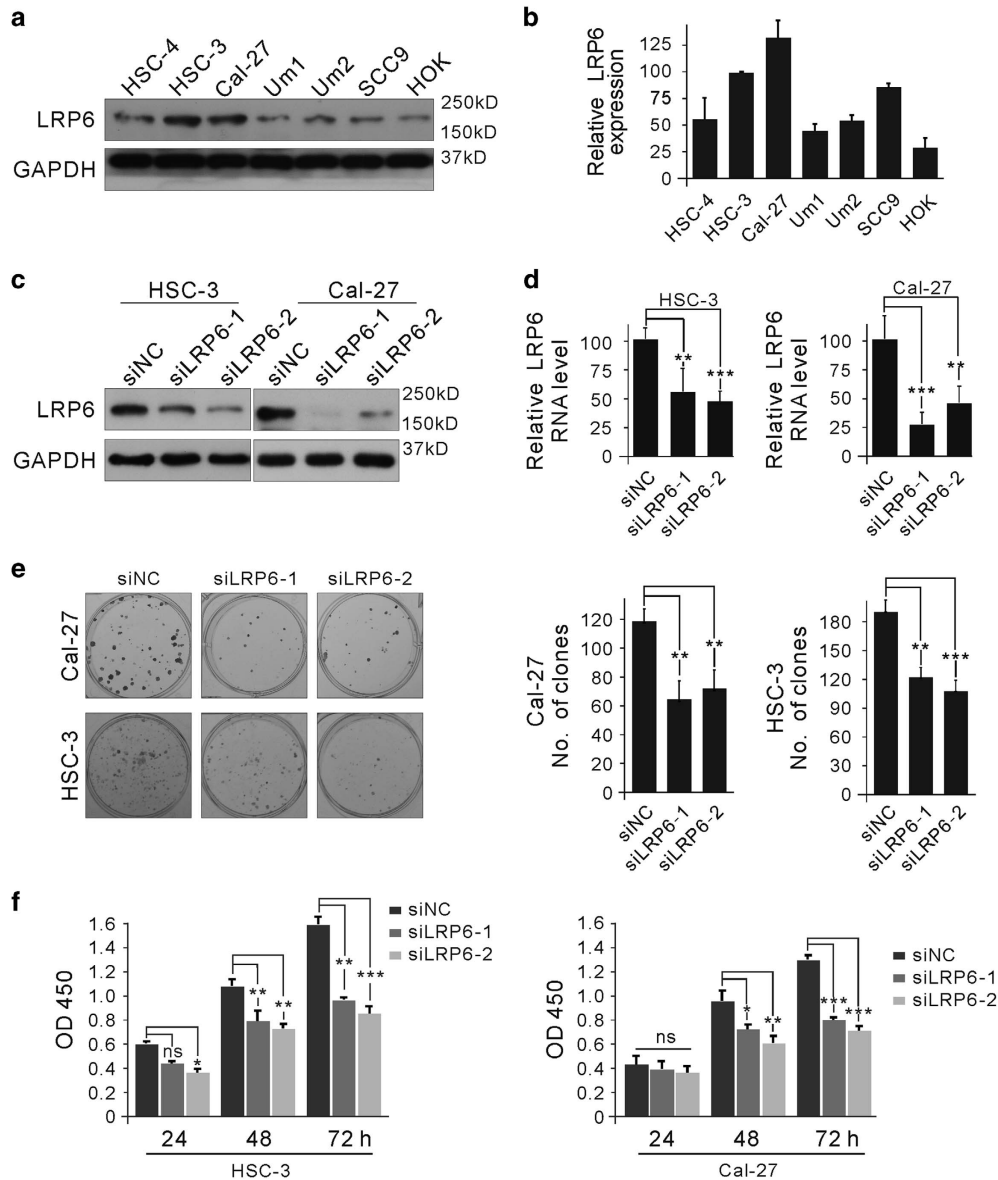 a
HSC-4 HSC-3 Cal-27 Um1 Um2 SCC9 HOK
LRP6
250kD
150kD
GAPDH
37kD
b
Relative LRP6
expression
125
100
75
50
25
HSC-4 HSC-3 Cal-27 Um1 Um2 SCC9 HOK
c
HSC-3 Cal-27
siNC siLRP6-1 siLRP6-2 siNC siLRP6-1 siLRP6-2
LRP6
250kD
150kD
GAPDH
37kD
d
HSC-3
Relative LRP6
RNA level
100
75
50
25
0
** ***
siNC siLRP6-1 siLRP6-2
Cal-27
Relative LRP6
RNA level
100
75
50
25
0
*** **
siNC siLRP6-1 siLRP6-2
e
siNC siLRP6-1 siLRP6-2
Cal-27
HSC-3
Cal-27
No. of clones
120
100
80
60
40
20
0
** **
siNC siLRP6-1 siLRP6-2
HSC-3
No. of clones
180
150
120
90
60
30
0
** ***
siNC siLRP6-1 siLRP6-2
f
siNC
siLRP6-1
siLRP6-2
OD 450
1.6
1.4
1.2
1.0
0.8
0.6
0.4
0.2
0
ns * ** ** ** ***
24 48 72 h
HSC-3
siNC
siLRP6-1
siLRP6-2
OD 450
1.6
1.4
1.2
1.0
0.8
0.6
0.4
0.2
0
ns * ** *** ***
24 48 72 h
Cal-27